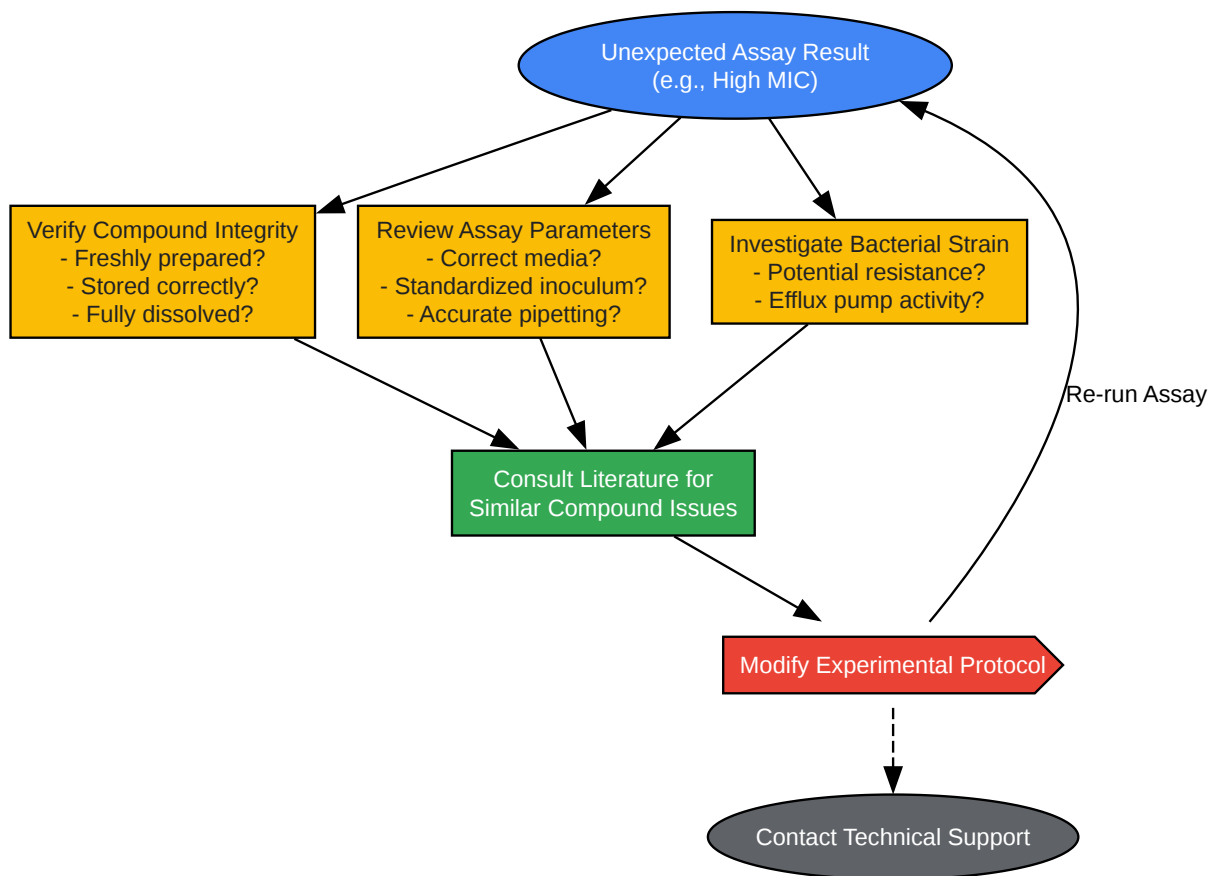 Unexpected Assay Result
(e.g., High MIC)
Verify Compound Integrity
- Freshly prepared?
- Stored correctly?
- Fully dissolved?
Review Assay Parameters
- Correct media?
- Standardized inoculum?
- Accurate pipetting?
Investigate Bacterial Strain
- Potential resistance?
- Efflux pump activity?
Re-run Assay
Consult Literature for
Similar Compound Issues
Modify Experimental Protocol
Contact Technical Support